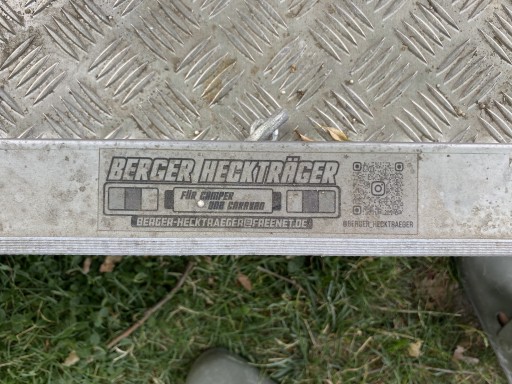 BERGER HECKTRÄGER
FÜR CAMPER
UND CARAVAN
BERGER-HECKTRAEGER@FREENET.DE
@BERGER_HECKTRAEGER